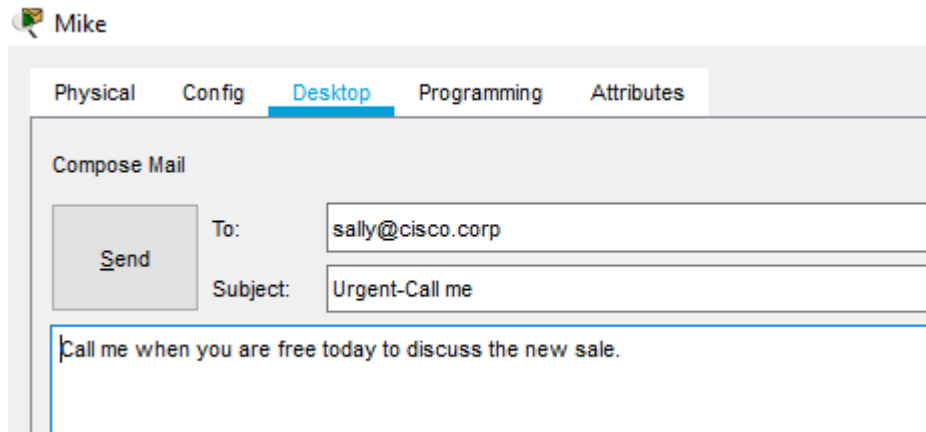 Mike
Physical Config Desktop Programming Attributes
Compose Mail
Send
To: sally@cisco.corp
Subject: Urgent-Call me
Call me when you are free today to discuss the new sale.